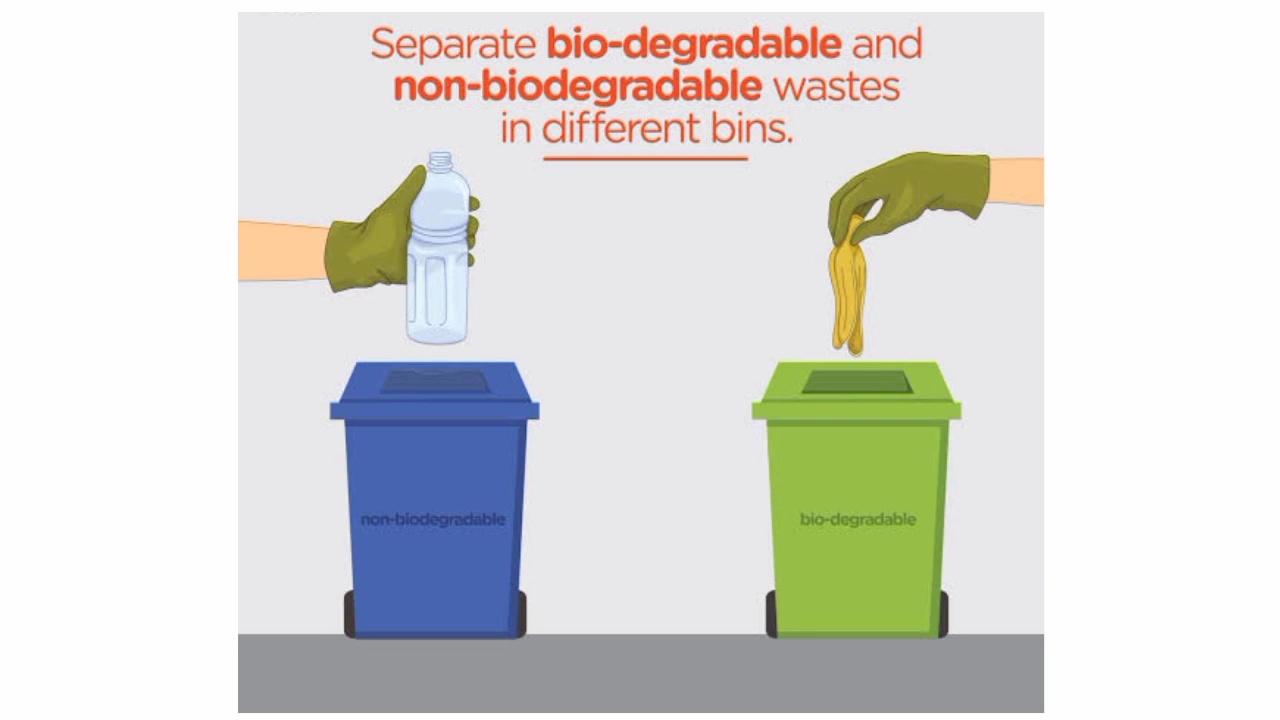 Separate bio-degradable and
non-biodegradable wastes
in different bins.
non-biodegradable
bio-degradable